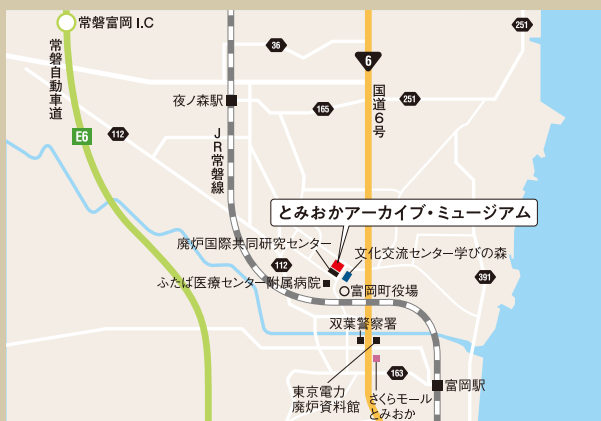 常磐富岡 I.C
251
常磐自動車道
36
6
夜ノ森駅
国道6号
165
251
E6
112
JR常磐線
とみおかアーカイブ・ミュージアム
廃炉国際共同研究センター
文化交流センター学びの森
112
391
ふたば医療センター附属病院
富岡町役場
双葉警察署
163
富岡駅
東京電力
廃炉資料館
さくらモール
とみおか